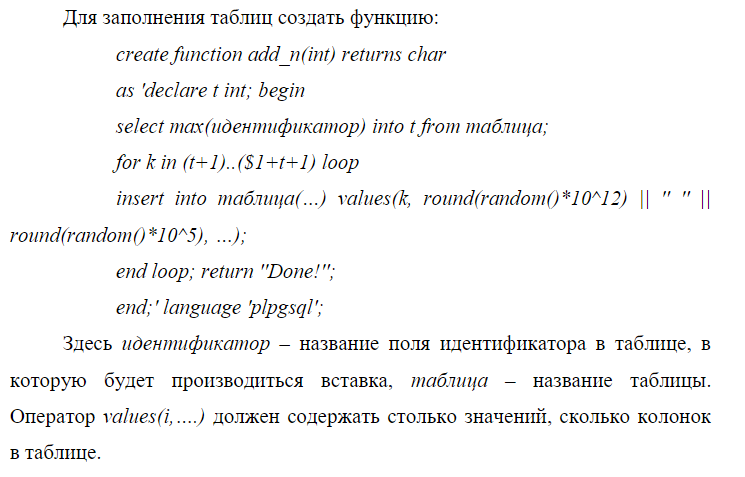 Для заполнения таблиц создать функцию:
create function add_n(int) returns char
as 'declare t int; begin
select max(идентификатор) into t from таблица;
for k in (t+1)..($1+t+1) loop
insert into таблица(…) values(k, round(random()*10^12) || '' '' ||
round(random()*10^5), …);
end loop; return ''Done!'';
end;' language 'plpgsql';
Здесь идентификатор – название поля идентификатора в таблице, в
которую будет производиться вставка, таблица – название таблицы.
Оператор values(i,….) должен содержать столько значений, сколько колонок
в таблице.